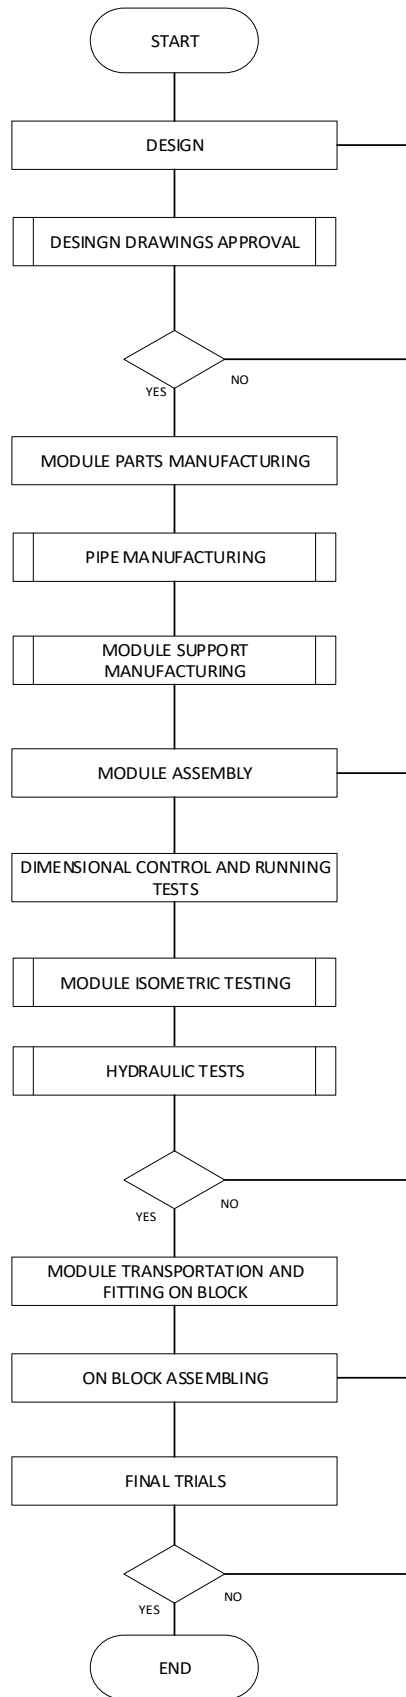 START
DESIGN
DESINGN DRAWINGS APPROVAL
YES
NO
MODULE PARTS MANUFACTURING
PIPE MANUFACTURING
MODULE SUPPORT
MANUFACTURING
MODULE ASSEMBLY
DIMENSIONAL CONTROL AND RUNNING
TESTS
MODULE ISOMETRIC TESTING
HYDRAULIC TESTS
YES
NO
MODULE TRANSPORTATION AND
FITTING ON BLOCK
ON BLOCK ASSEMBLING
FINAL TRIALS
YES
NO
END